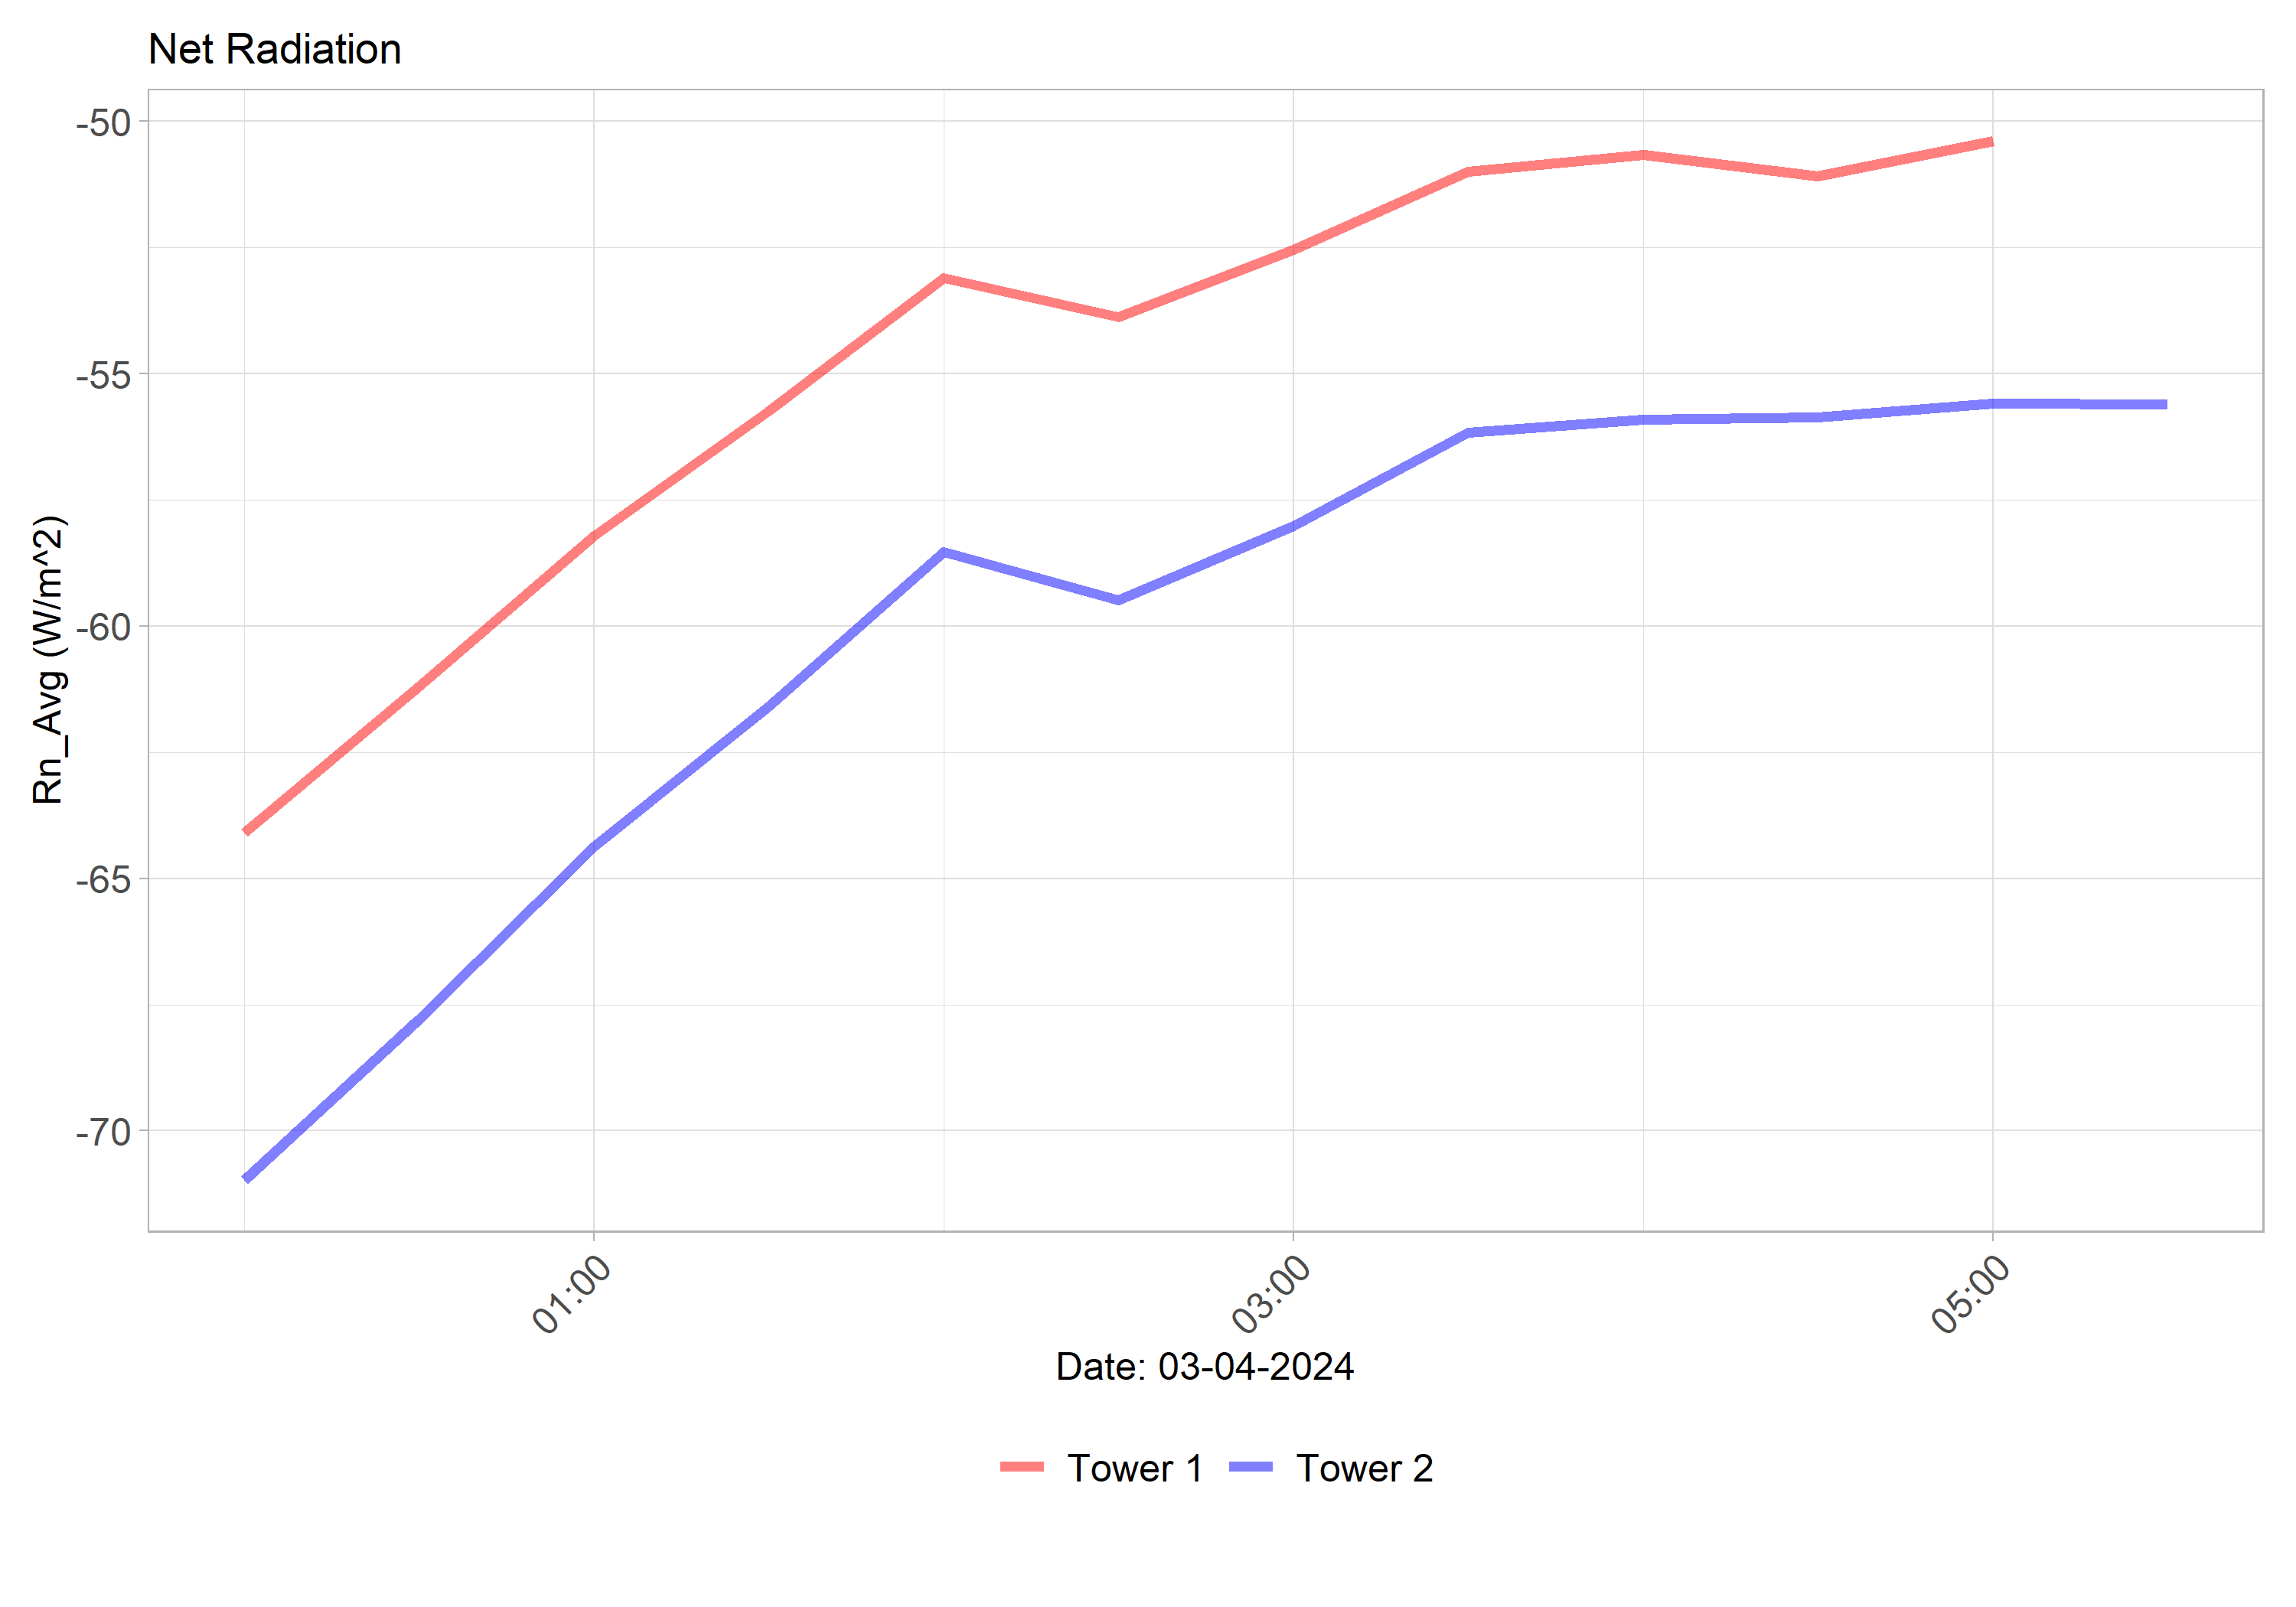 Net Radiation
-50
-55
-60
-65
-70
Rn_Avg (W/m^2)
01:00
03:00
05:00
Date: 03-04-2024
Tower 1
Tower 2